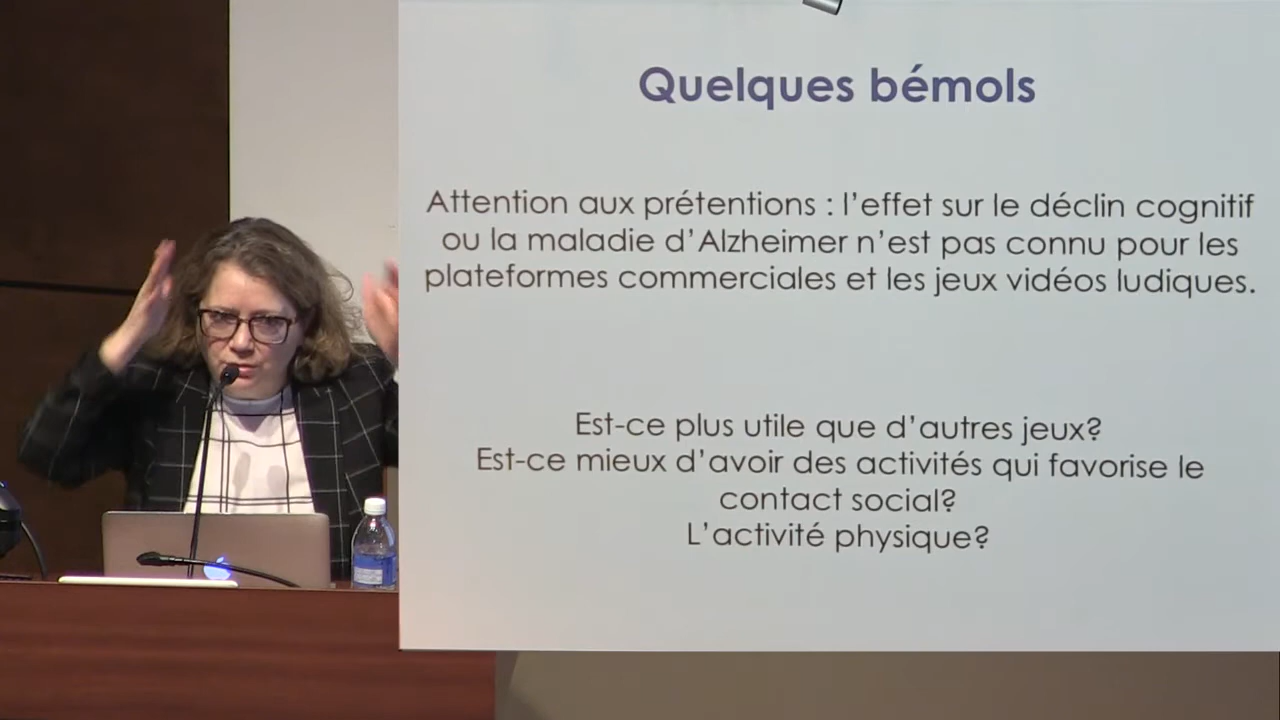 Quelques bémols
Attention aux prétentions : l'effet sur le déclin cognitif
ou la maladie d'Alzheimer n'est pas connu pour les
plateformes commerciales et les jeux vidéos ludiques.
Est-ce plus utile que d'autres jeux?
Est-ce mieux d'avoir des activités qui favorise le
contact social?
L'activité physique?